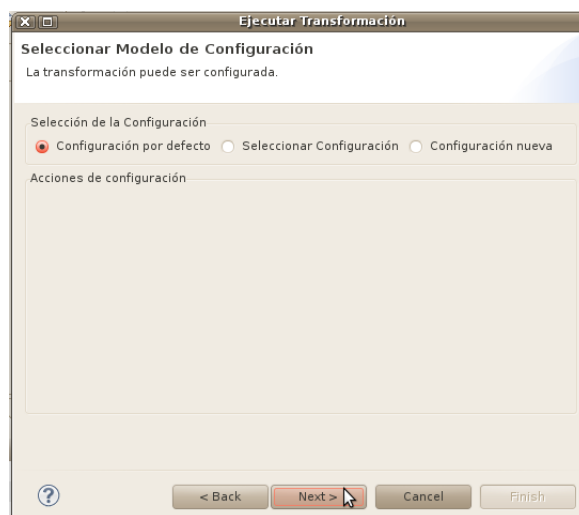 Ejecutar Transformación
Seleccionar Modelo de Configuración
La transformación puede ser configurada.
Selección de la Configuración
Configuración por defecto Seleccionar Configuración Configuración nueva
Acciones de configuración
? < Back Next > Cancel Finish